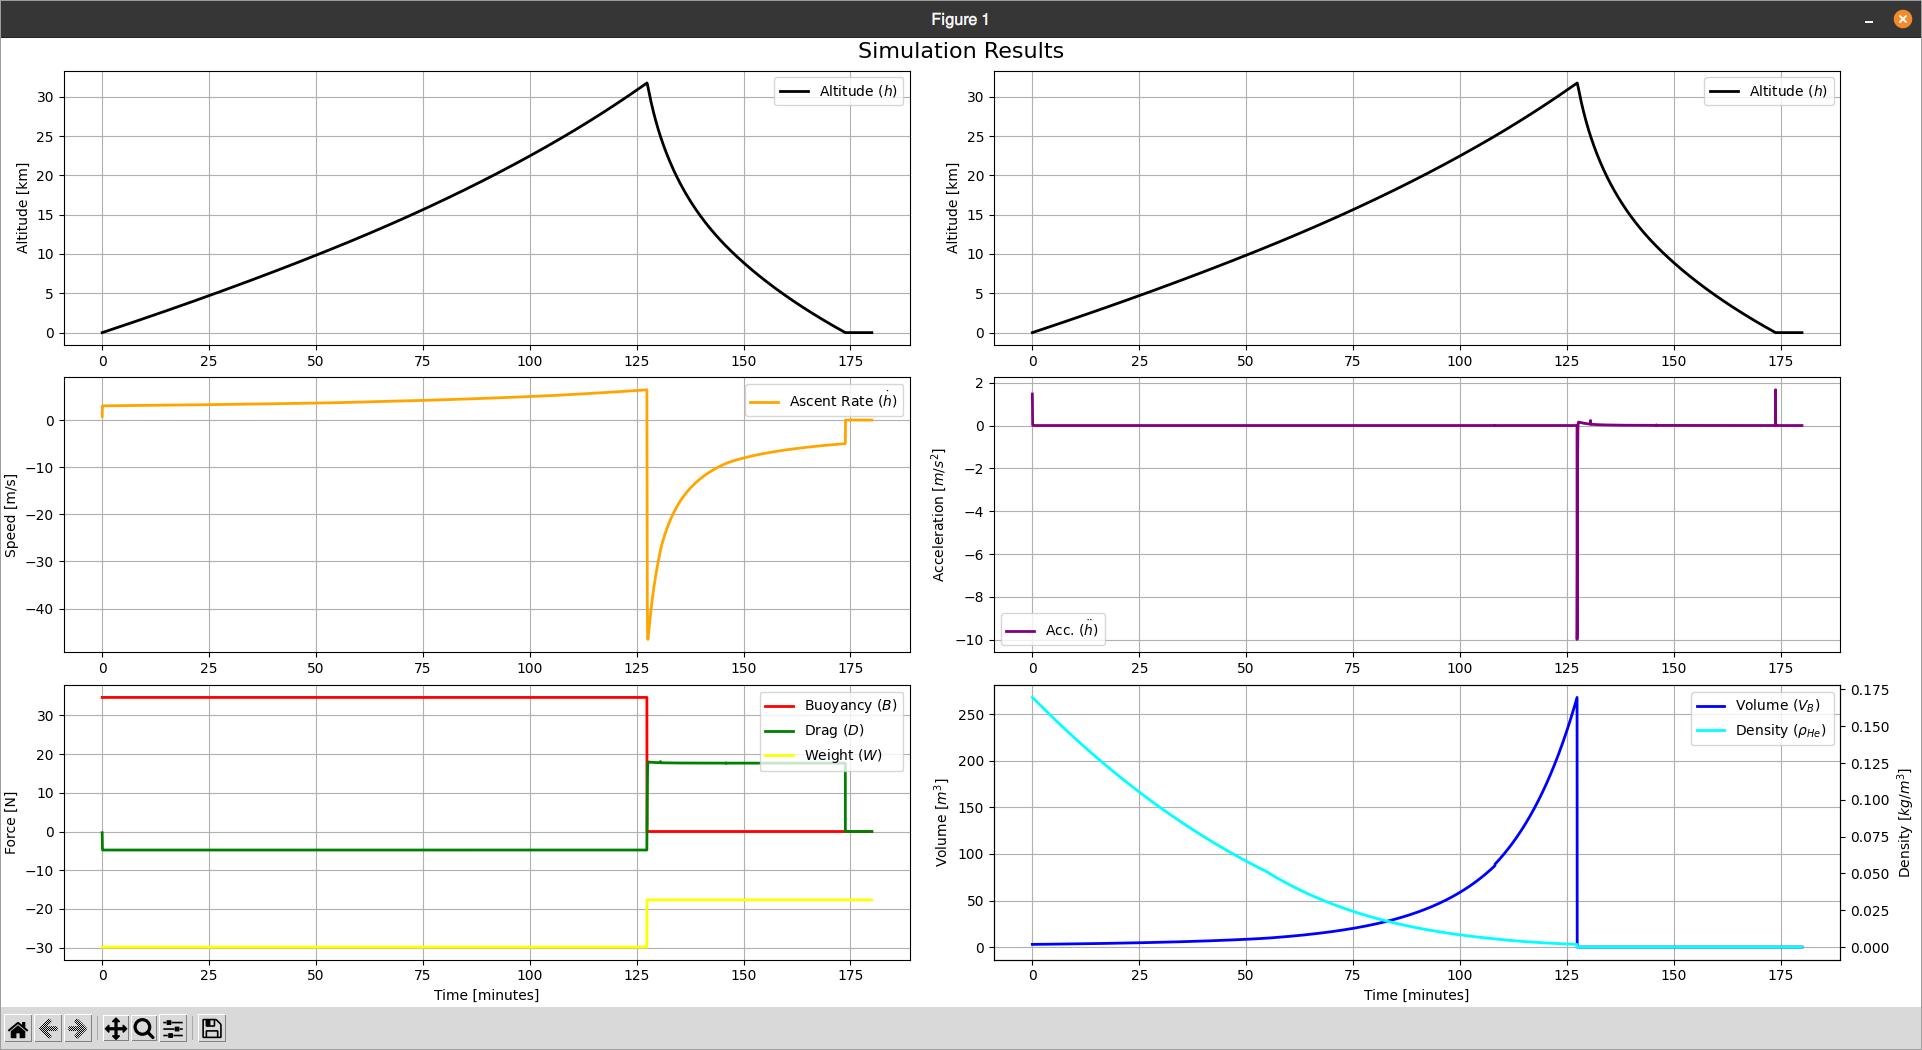 Figure 1
Simulation Results
Altitude [km]
30
25
20
15
10
5
0
Altitude (h)
0 25 50 75 100 125 150 175
Altitude [km]
30
25
20
15
10
5
0
Altitude (h)
0 25 50 75 100 125 150 175
Speed [m/s]
0
−10
−20
−30
−40
Ascent Rate (ḣ)
0 25 50 75 100 125 150 175
Acceleration [m/s²]
2
0
−2
−4
−6
−8
−10
Acc. (ḧ)
0 25 50 75 100 125 150 175
Force [N]
30
20
10
0
−10
−20
−30
Buoyancy (B)
Drag (D)
Weight (W)
0 25 50 75 100 125 150 175
Time [minutes]
Volume [m³]
250
200
150
100
50
0
Volume (V_B)
Density (ρ_He)
0.175
0.150
0.125
0.100
0.075
0.050
0.025
0.000
Density [kg/m³]
0 25 50 75 100 125 150 175
Time [minutes]